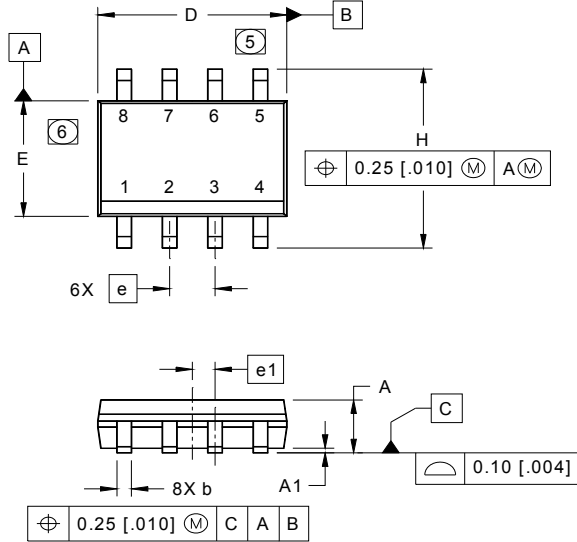 D
B
5
A
8 7 6 5
6
E
H
⌖ 0.25 [.010] Ⓜ A Ⓜ
1 2 3 4
6X e
e1
A
C
A1
⌓ 0.10 [.004]
8X b
⌖ 0.25 [.010] Ⓜ C A B